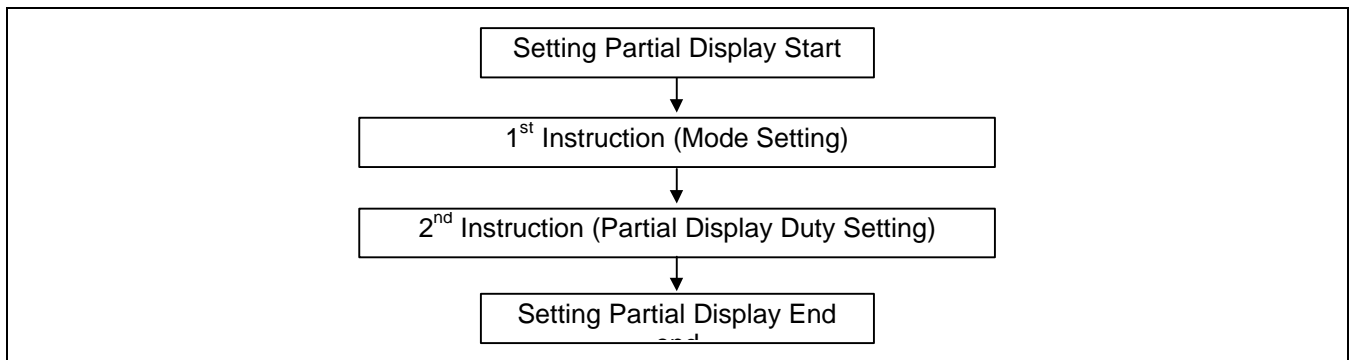 Setting Partial Display Start
1st Instruction (Mode Setting)
2nd Instruction (Partial Display Duty Setting)
Setting Partial Display End